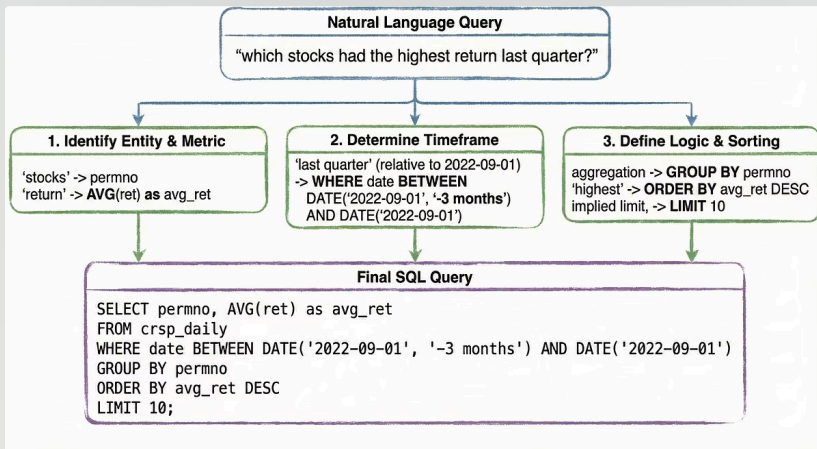 Natural Language Query
“which stocks had the highest return last quarter?”
1. Identify Entity & Metric
‘stocks’ -> permno
‘return’ -> AVG(ret) as avg_ret
2. Determine Timeframe
‘last quarter’ (relative to 2022-09-01)
-> WHERE date BETWEEN
DATE(‘2022-09-01’, ‘-3 months’)
AND DATE(‘2022-09-01’)
3. Define Logic & Sorting
aggregation -> GROUP BY permno
‘highest’ -> ORDER BY avg_ret DESC
implied limit, -> LIMIT 10
Final SQL Query
SELECT permno, AVG(ret) as avg_ret
FROM crsp_daily
WHERE date BETWEEN DATE('2022-09-01', '-3 months') AND DATE('2022-09-01')
GROUP BY permno
ORDER BY avg_ret DESC
LIMIT 10;